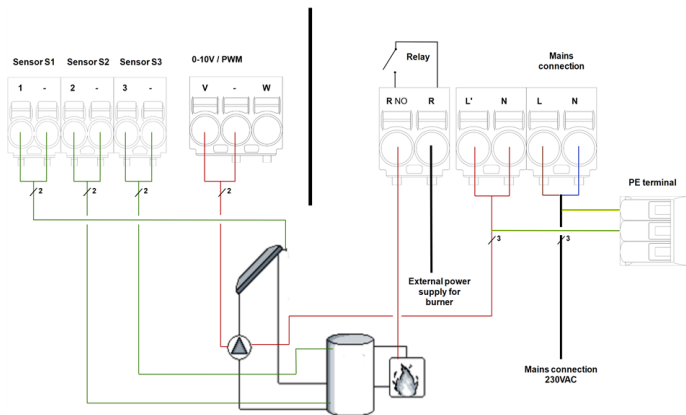 Sensor S1
Sensor S2
Sensor S3
0-10V / PWM
Relay
Mains
connection
1 -
2 -
3 -
V - W
R NO R
L' N
L N
PE terminal
2
2
2
2
3
3
External power
supply for
burner
Mains connection
230VAC